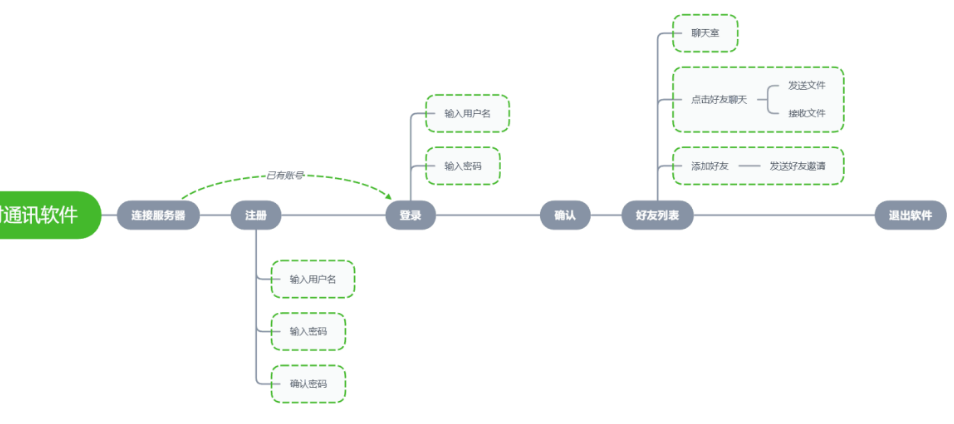 时通讯软件
连接服务器
已有账号
注册
输入用户名
输入密码
确认密码
登录
输入用户名
输入密码
确认
好友列表
聊天室
点击好友聊天
发送文件
接收文件
添加好友
发送好友邀请
退出软件